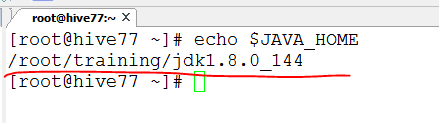 root@hive77:~
[root@hive77 ~]# echo $JAVA_HOME
/root/training/jdk1.8.0_144
[root@hive77 ~]#